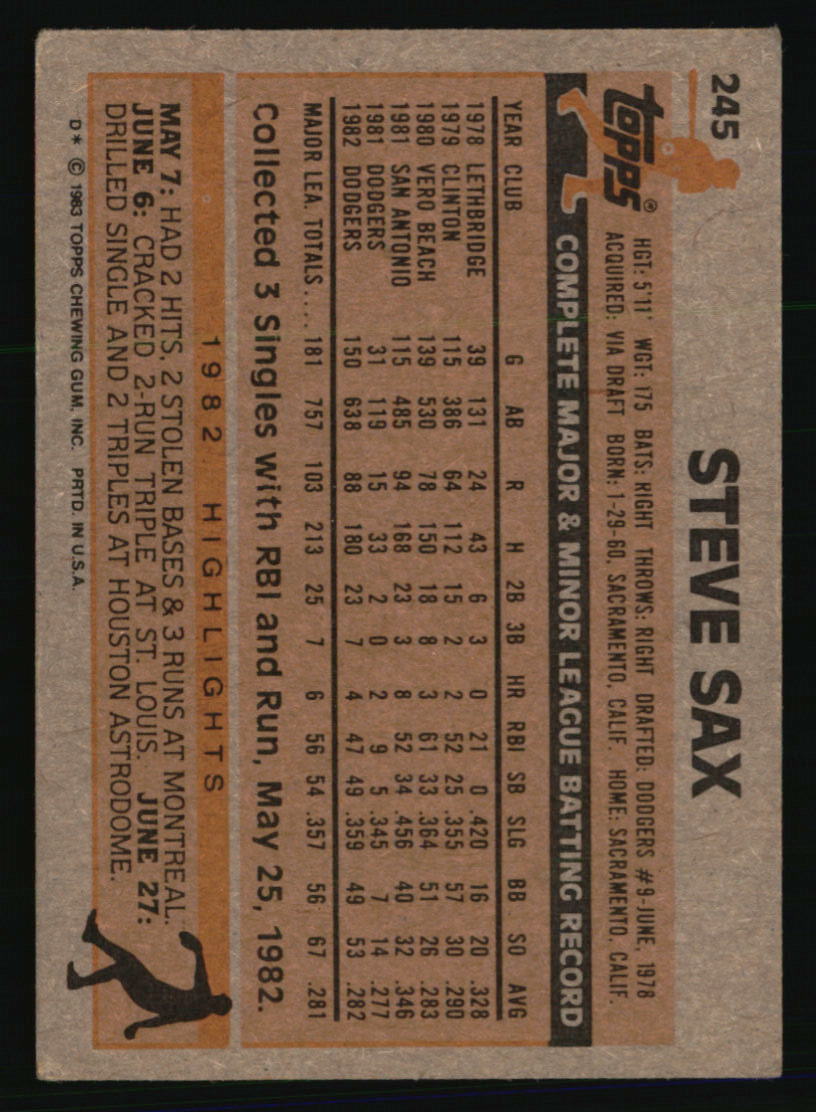 245
STEVE SAX
topps®
HGT: 5'11" WGT: 175 BATS: RIGHT THROWS: RIGHT DRAFTED: DODGERS #9-JUNE, 1978
ACQUIRED: VIA DRAFT BORN: 1-29-60, SACRAMENTO, CALIF. HOME: SACRAMENTO, CALIF.
COMPLETE MAJOR & MINOR LEAGUE BATTING RECORD
YEAR CLUB G AB R H 2B 3B HR RBI SB SLG BB SO AVG
1978 LETHBRIDGE 39 131 24 43 6 3 0 21 0 .420 16 20 .328
1979 CLINTON 115 386 64 112 15 2 2 52 25 .355 57 30 .290
1980 VERO BEACH 139 530 78 150 18 8 3 61 33 .364 51 26 .283
1981 SAN ANTONIO 115 485 94 168 23 3 8 52 34 .456 40 32 .346
1981 DODGERS 31 119 15 33 2 0 2 9 5 .345 7 14 .277
1982 DODGERS 150 638 88 180 23 7 4 47 49 .359 49 53 .282
MAJOR LEA. TOTALS.... 181 757 103 213 25 7 6 56 54 .357 56 67 .281
Collected 3 Singles with RBI and Run, May 25, 1982.
1982 HIGHLIGHTS
MAY 7: HAD 2 HITS, 2 STOLEN BASES & 3 RUNS AT MONTREAL.
JUNE 6: CRACKED 2-RUN TRIPLE AT ST. LOUIS. JUNE 27:
DRILLED SINGLE AND 2 TRIPLES AT HOUSTON ASTRODOME.
D* © 1983 TOPPS CHEWING GUM, INC. PRTD. IN U.S.A.